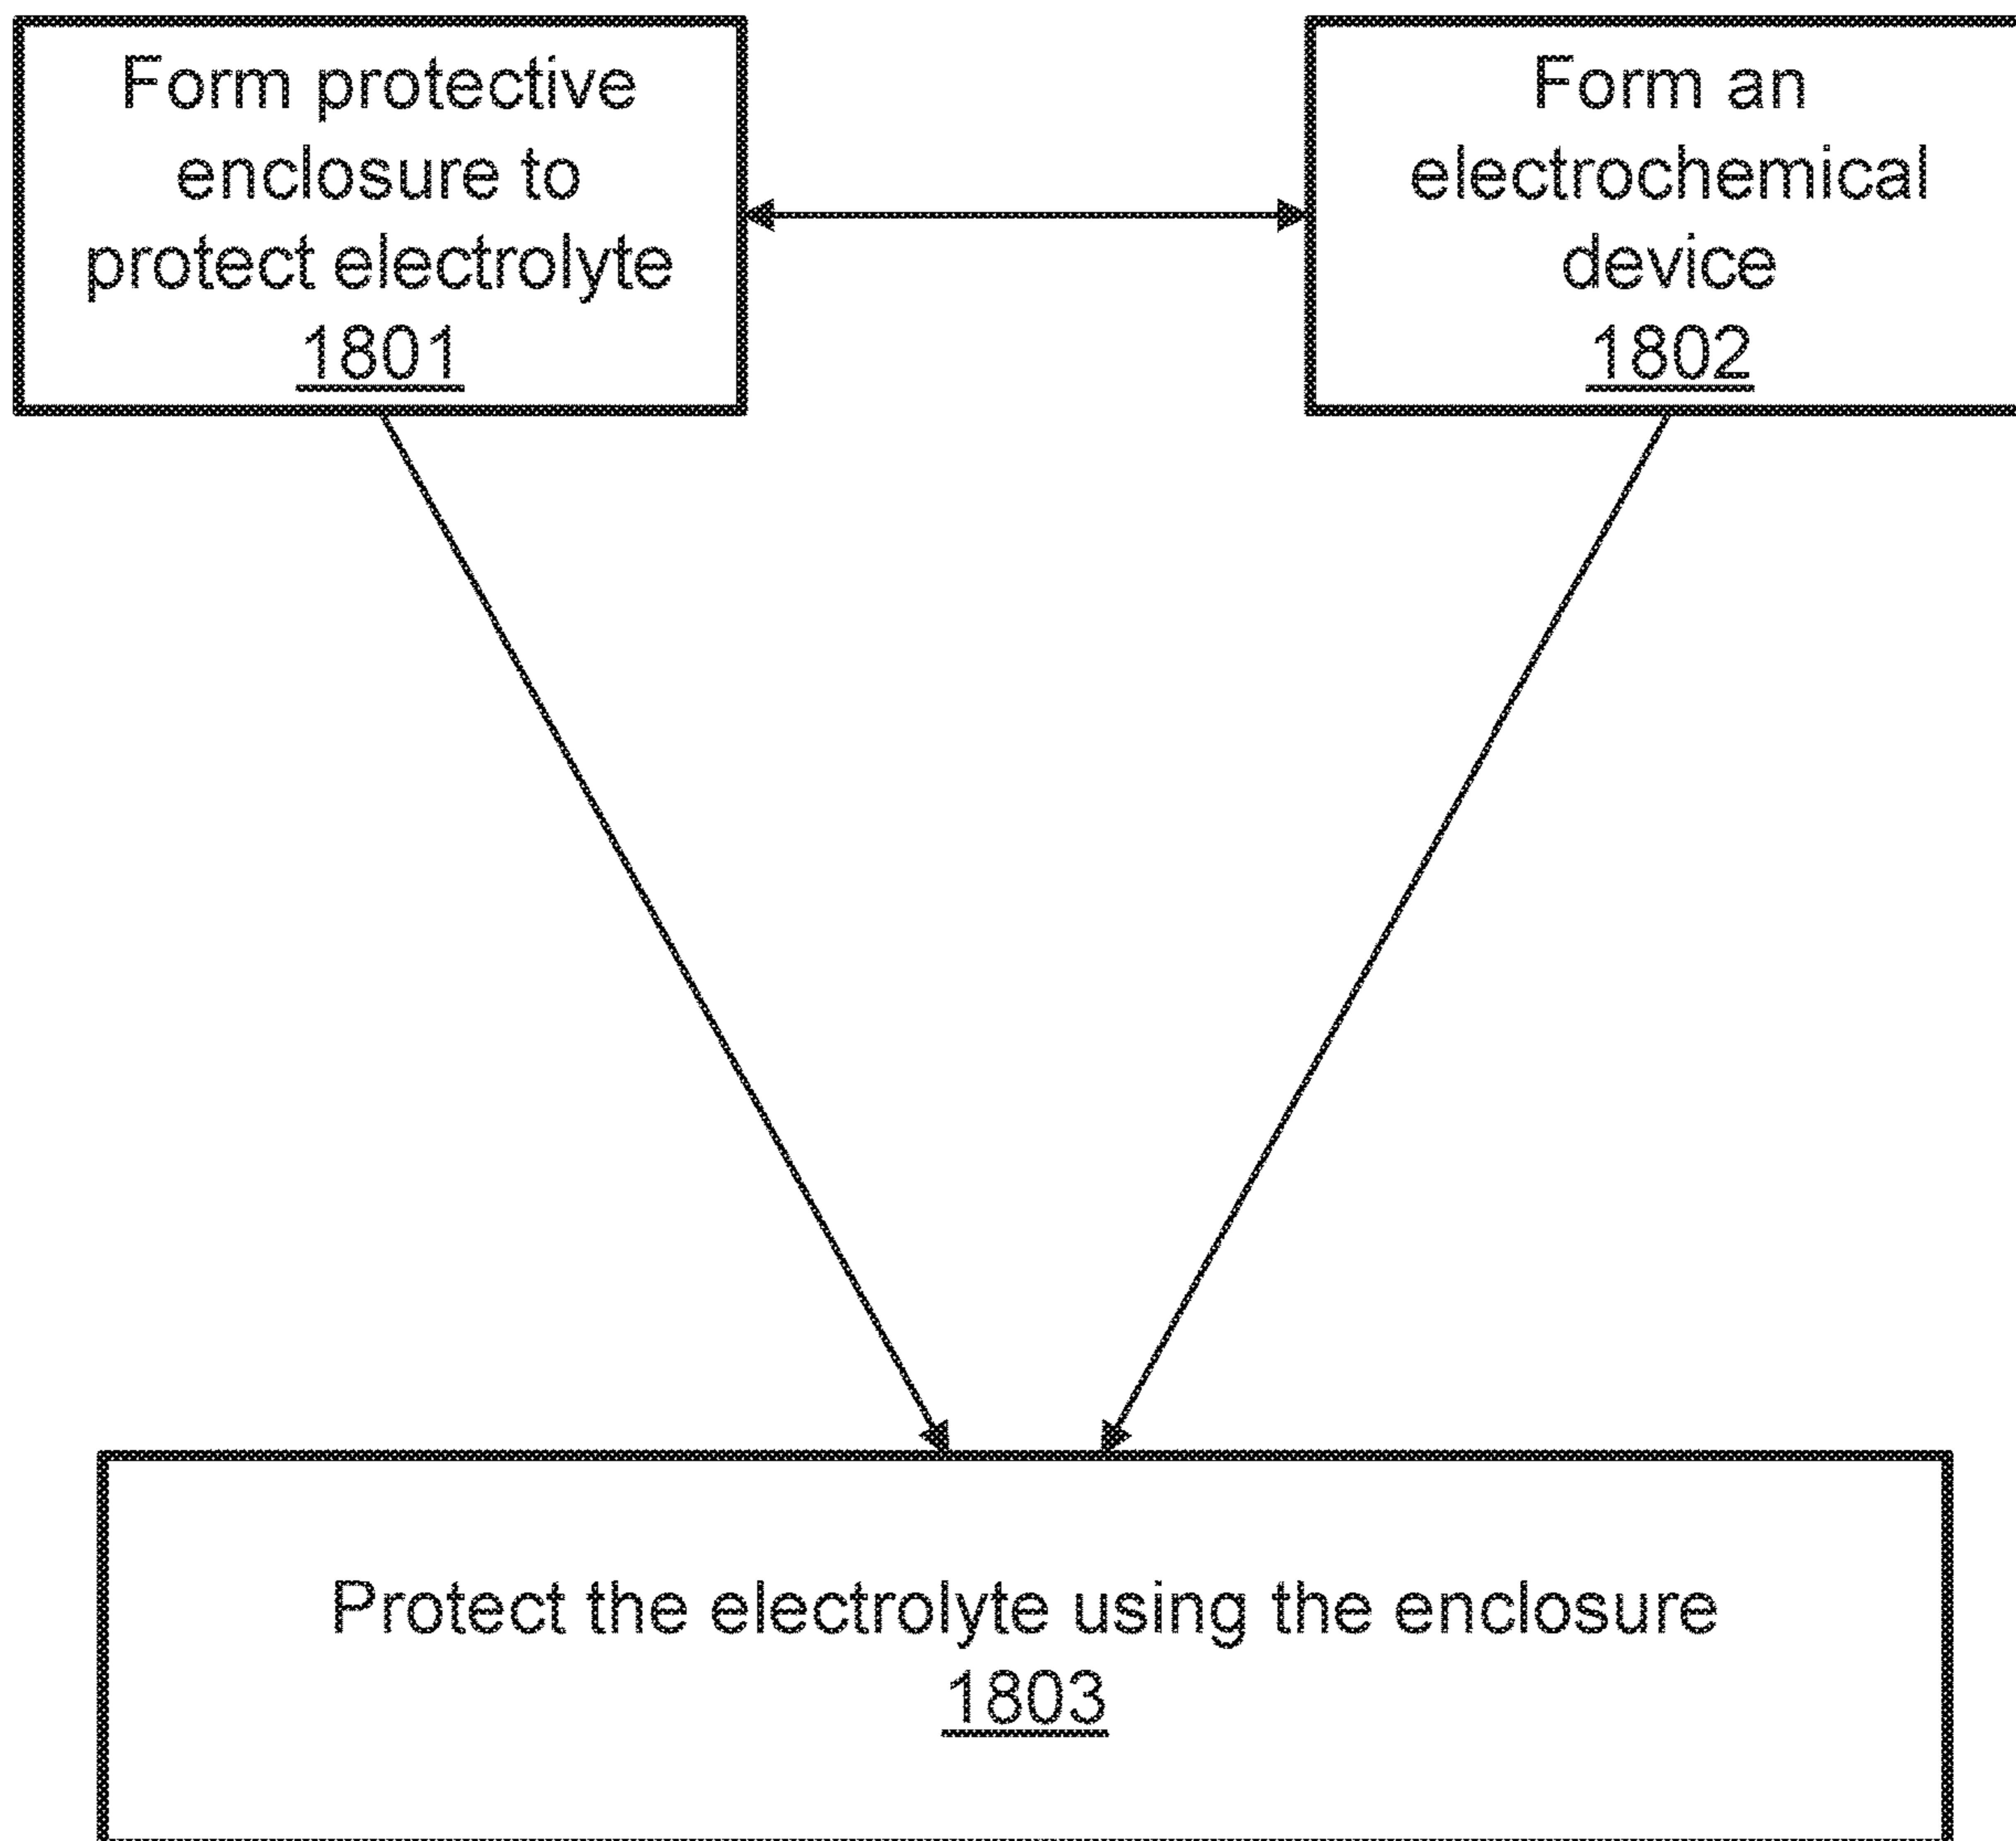 Form protective
enclosure to
protect electrolyte
1801
Form an
electrochemical
device
1802
Protect the electrolyte using the enclosure
1803